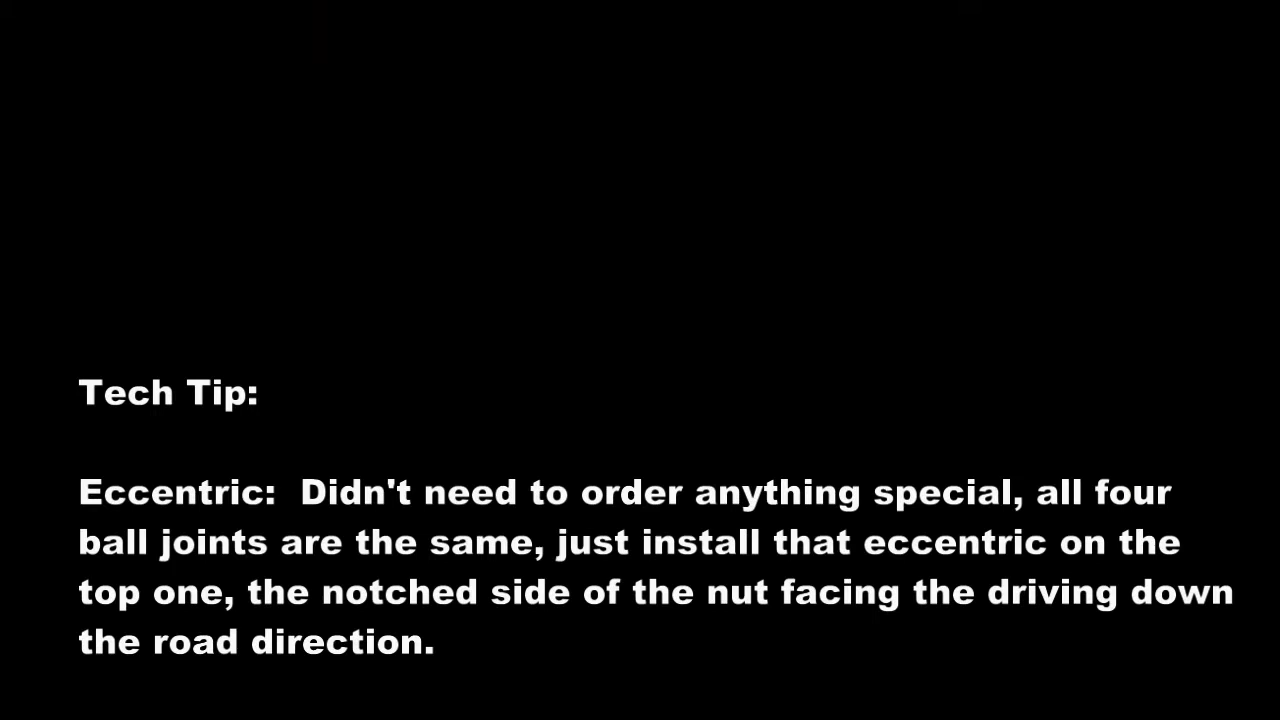 Tech Tip:
Eccentric:  Didn't need to order anything special, all four
ball joints are the same, just install that eccentric on the
top one, the notched side of the nut facing the driving down
the road direction.